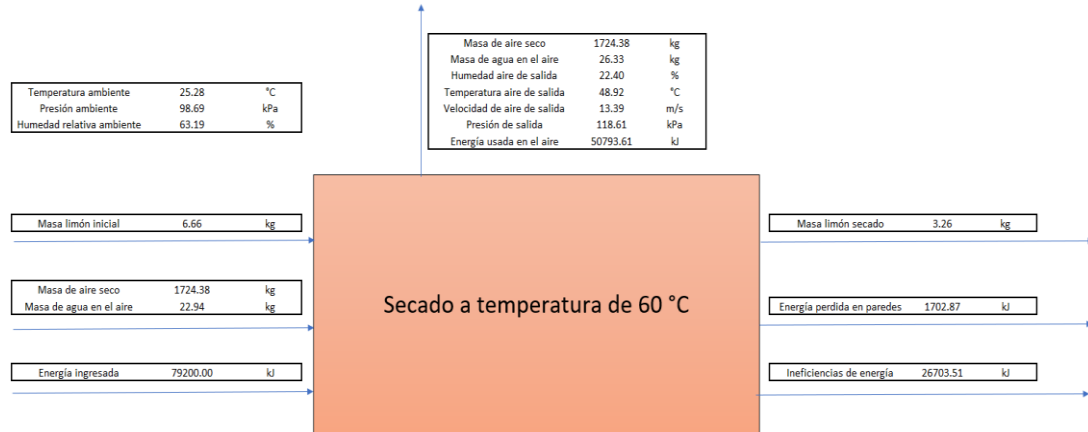 Masa de aire seco 1724.38 kg
Masa de agua en el aire 26.33 kg
Humedad aire de salida 22.40 %
Temperatura aire de salida 48.92 °C
Velocidad de aire de salida 13.39 m/s
Presión de salida 118.61 kPa
Energía usada en el aire 50793.61 kJ
Temperatura ambiente 25.28 °C
Presión ambiente 98.69 kPa
Humedad relativa ambiente 63.19 %
Masa limón inicial 6.66 kg
Masa limón secado 3.26 kg
Masa de aire seco 1724.38 kg
Masa de agua en el aire 22.94 kg
Secado a temperatura de 60 °C
Energía perdida en paredes 1702.87 kJ
Energía ingresada 79200.00 kJ
Ineficiencias de energía 26703.51 kJ